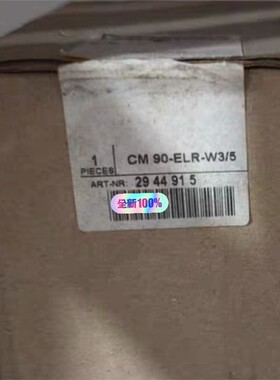 1 CM 90-ELR-W3/5
PIECES
ART-NR: 29 44 91 5
全新100%